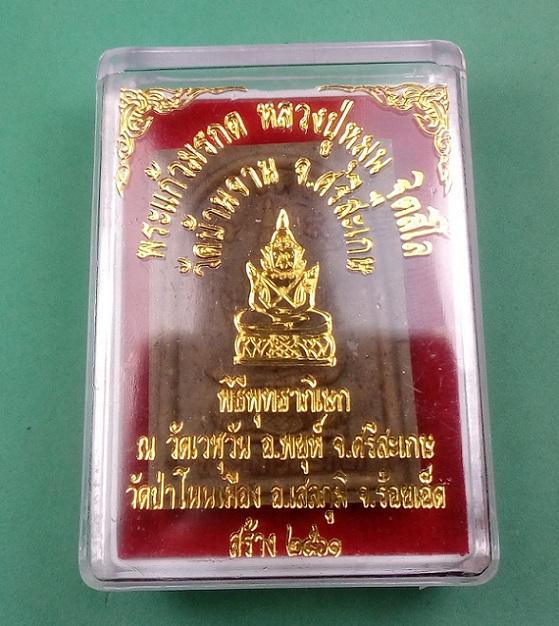 พระแก้วมรกต หลวงปู่หมุน ฐิตสีโล
วัดบ้านจาน จ.ศรีสะเกษ
พิธีพุทธาภิเษก
ณ วัดเวฬุวัน อ.พยุห์ จ.ศรีสะเกษ
วัดป่าโนนเมือง อ.เสลภูมิ จ.ร้อยเอ็ด
สร้าง ๒๕๖๑